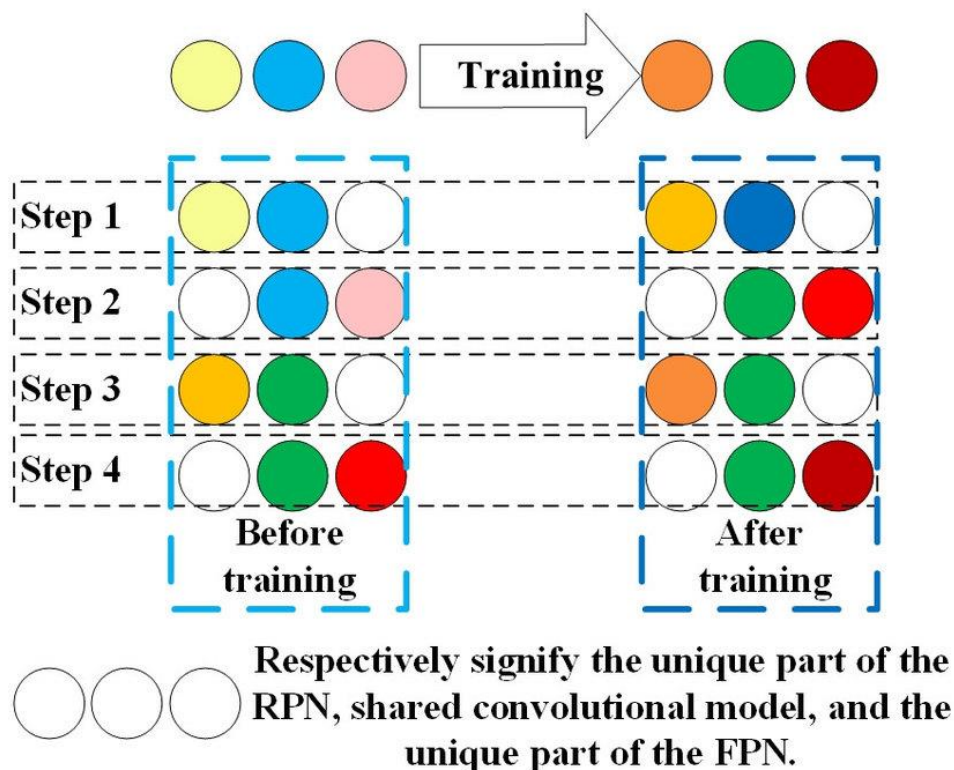 Training
Step 1
Step 2
Step 3
Step 4
Before
training
After
training
Respectively signify the unique part of the
RPN, shared convolutional model, and the
unique part of the FPN.